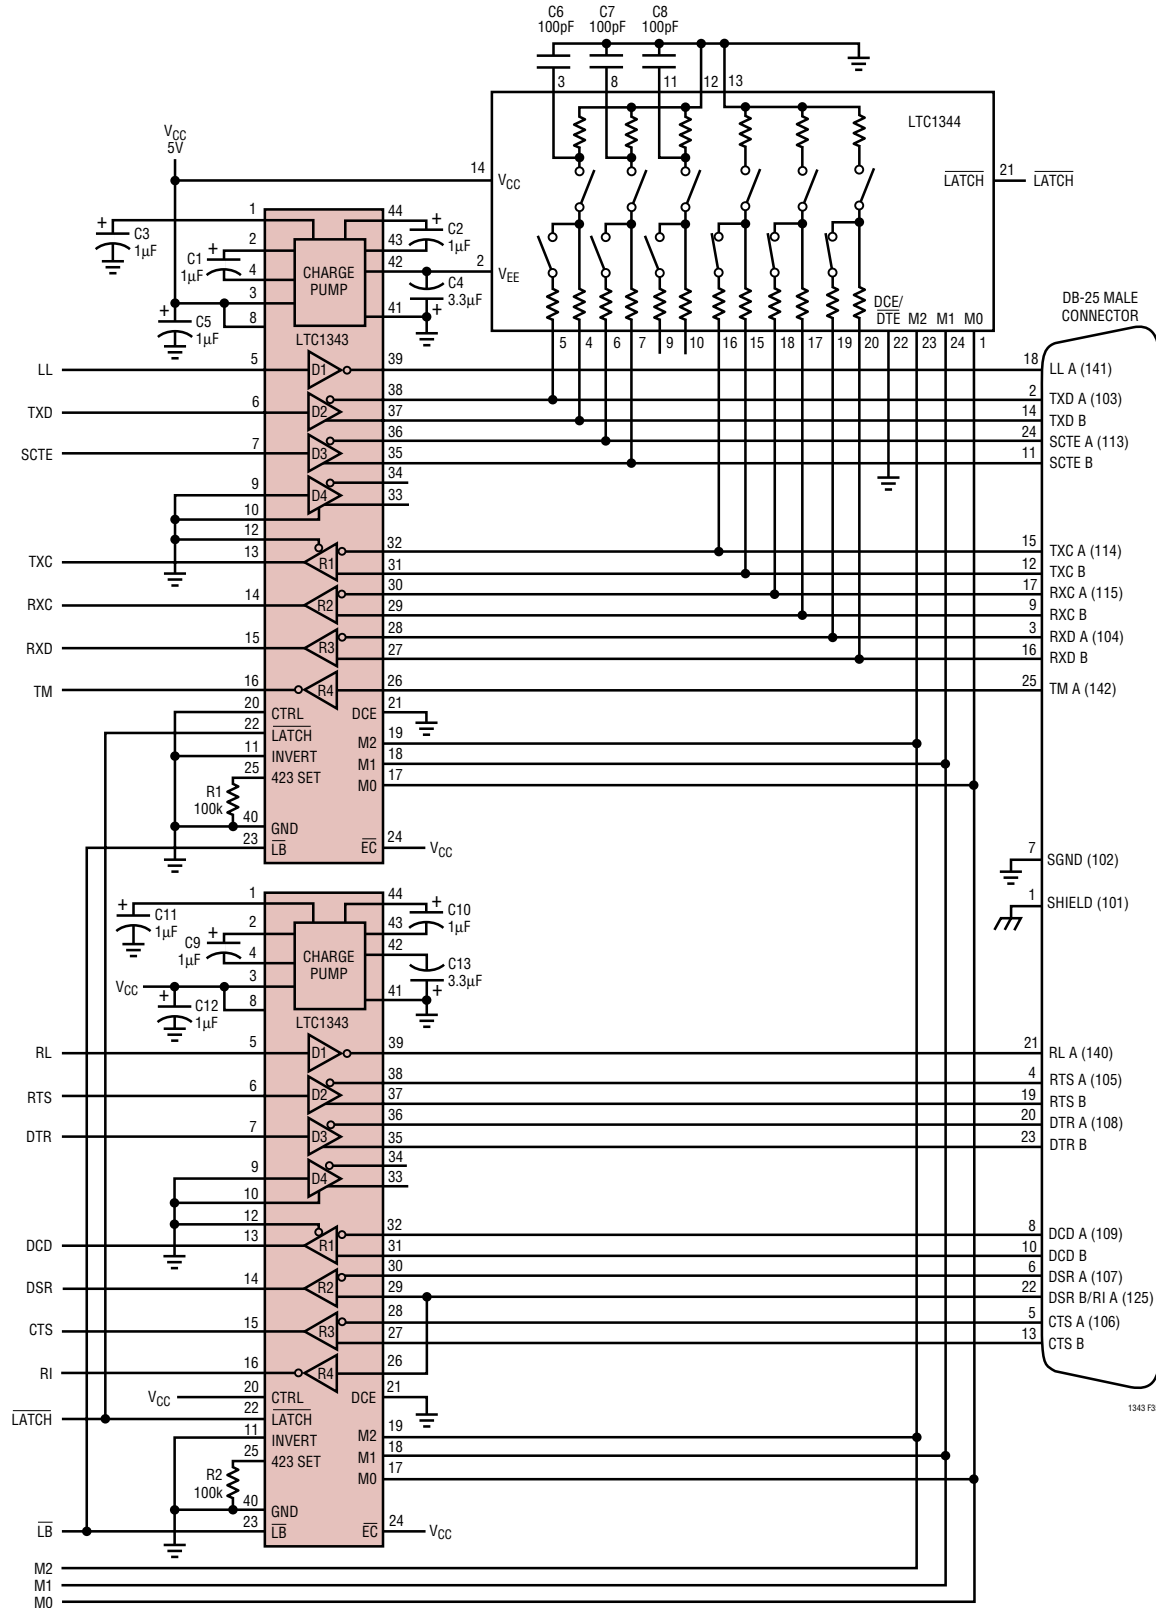 C6
100pF
C7
100pF
C8
100pF
3
8
11
12
13
LTC1344
VCC
5V
14
VCC
LATCH
21
LATCH
2
VEE
DCE/
DTE
M2
M1
M0
5
4
6
7
9
10
16
15
18
17
19
20
22
23
24
1
DB-25 MALE
CONNECTOR
1
44
+
C3
1µF
2
+
C1
1µF
4
3
8
+
C5
1µF
CHARGE
PUMP
LTC1343
+
C2
1µF
43
42
C4
3.3µF
+
41
LL
5
D1
39
18
LL A (141)
TXD
6
D2
38
2
TXD A (103)
37
14
TXD B
SCTE
7
D3
36
24
SCTE A (113)
35
11
SCTE B
9
D4
34
33
10
12
TXC
13
R1
32
15
TXC A (114)
31
12
TXC B
RXC
14
R2
30
17
RXC A (115)
29
9
RXC B
RXD
15
R3
28
3
RXD A (104)
27
16
RXD B
TM
16
R4
26
25
TM A (142)
20
CTRL
DCE
21
22
LATCH
11
INVERT
M2
19
25
423 SET
M1
18
R1
100k
M0
17
40
GND
23
LB
EC
24
VCC
7
SGND (102)
1
SHIELD (101)
1
44
+
C11
1µF
2
+
C9
1µF
4
VCC
3
8
+
C12
1µF
CHARGE
PUMP
LTC1343
+
C10
1µF
43
42
C13
3.3µF
+
41
RL
5
D1
39
21
RL A (140)
RTS
6
D2
38
4
RTS A (105)
37
19
RTS B
DTR
7
D3
36
20
DTR A (108)
35
23
DTR B
9
D4
34
33
10
12
DCD
13
R1
32
8
DCD A (109)
31
10
DCD B
DSR
14
R2
30
6
DSR A (107)
29
22
DSR B/RI A (125)
CTS
15
R3
28
5
CTS A (106)
27
13
CTS B
RI
16
R4
26
VCC
20
CTRL
DCE
21
LATCH
22
LATCH
11
INVERT
M2
19
25
423 SET
M1
18
R2
100k
M0
17
40
GND
LB
23
LB
EC
24
VCC
M2
M1
M0